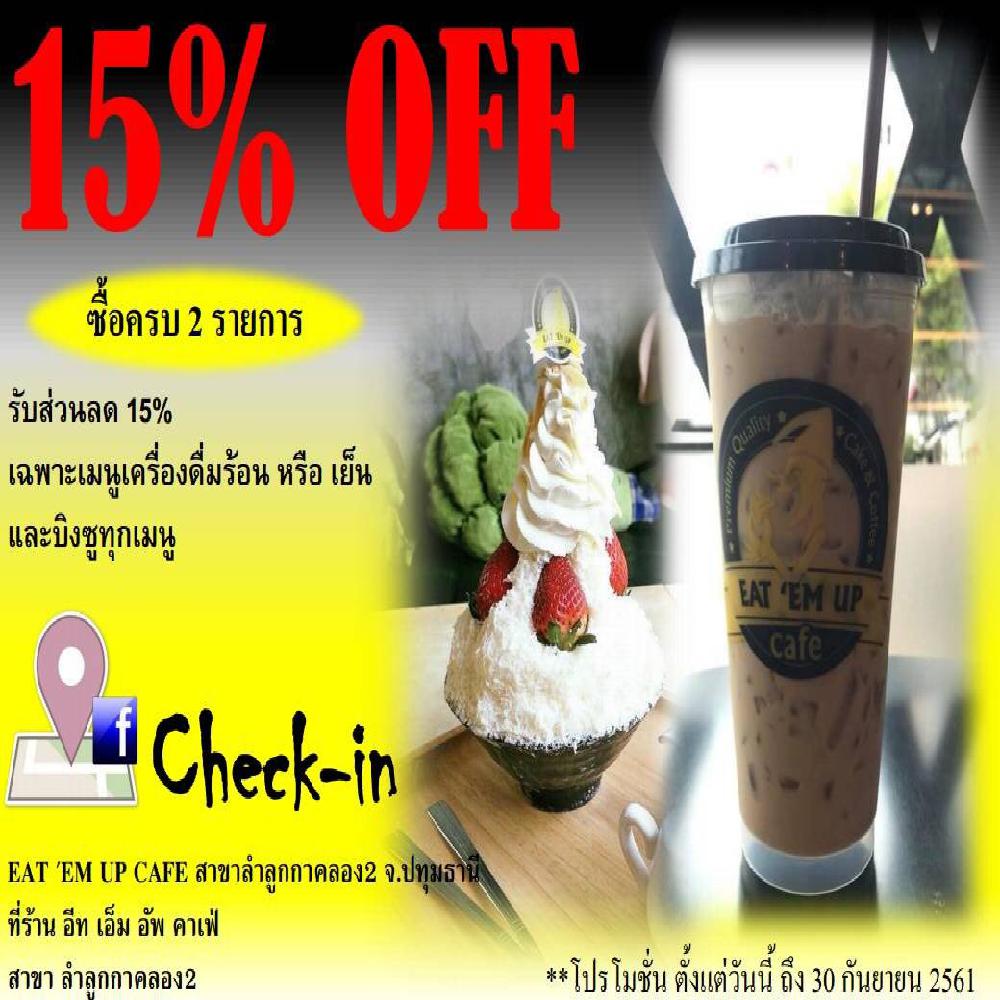 15% OFF
ซื้อครบ 2 รายการ
รับส่วนลด 15%
เฉพาะเมนูเครื่องดื่มร้อน หรือ เย็น
และบิงซูทุกเมนู
EAT 'EM UP
Premium Quality
Cake & Coffee
EAT 'EM UP
cafe
f
Check-in
EAT 'EM UP CAFE สาขาลำลูกกาคลอง2 จ.ปทุมธานี
ที่ร้าน อีท เอ็ม อัพ คาเฟ่
สาขา ลำลูกกาคลอง2
**โปรโมชั่น ตั้งแต่วันนี้ ถึง 30 กันยายน 2561